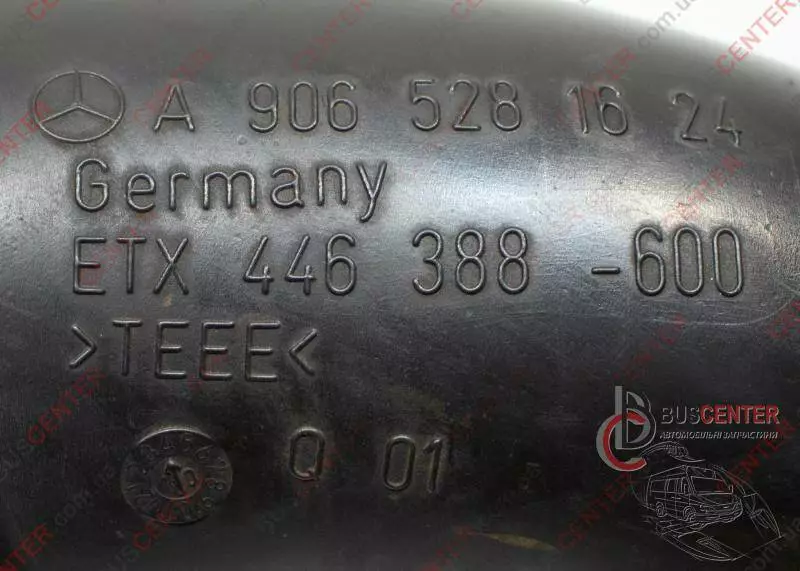 A 906 528 16 24
Germany
ETX 446 388 -600
>TEEE<
Q 01
BUSCENTER
АВТОМОБІЛЬНІ ЗАПЧАСТИНИ